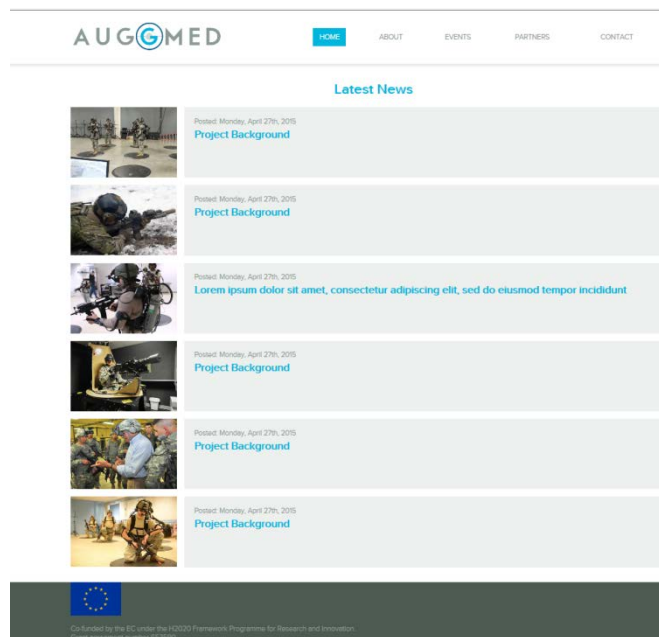 AUGGMED
HOME ABOUT EVENTS PARTNERS CONTACT
Latest News
Posted: Monday, April 27th, 2015
Project Background
Posted: Monday, April 27th, 2015
Project Background
Posted: Monday, April 27th, 2015
Lorem ipsum dolor sit amet, consectetur adipiscing elit, sed do eiusmod tempor incididunt
Posted: Monday, April 27th, 2015
Project Background
Posted: Monday, April 27th, 2015
Project Background
Posted: Monday, April 27th, 2015
Project Background
Co-funded by the EC under the H2020 Framework Programme for Research and Innovation.